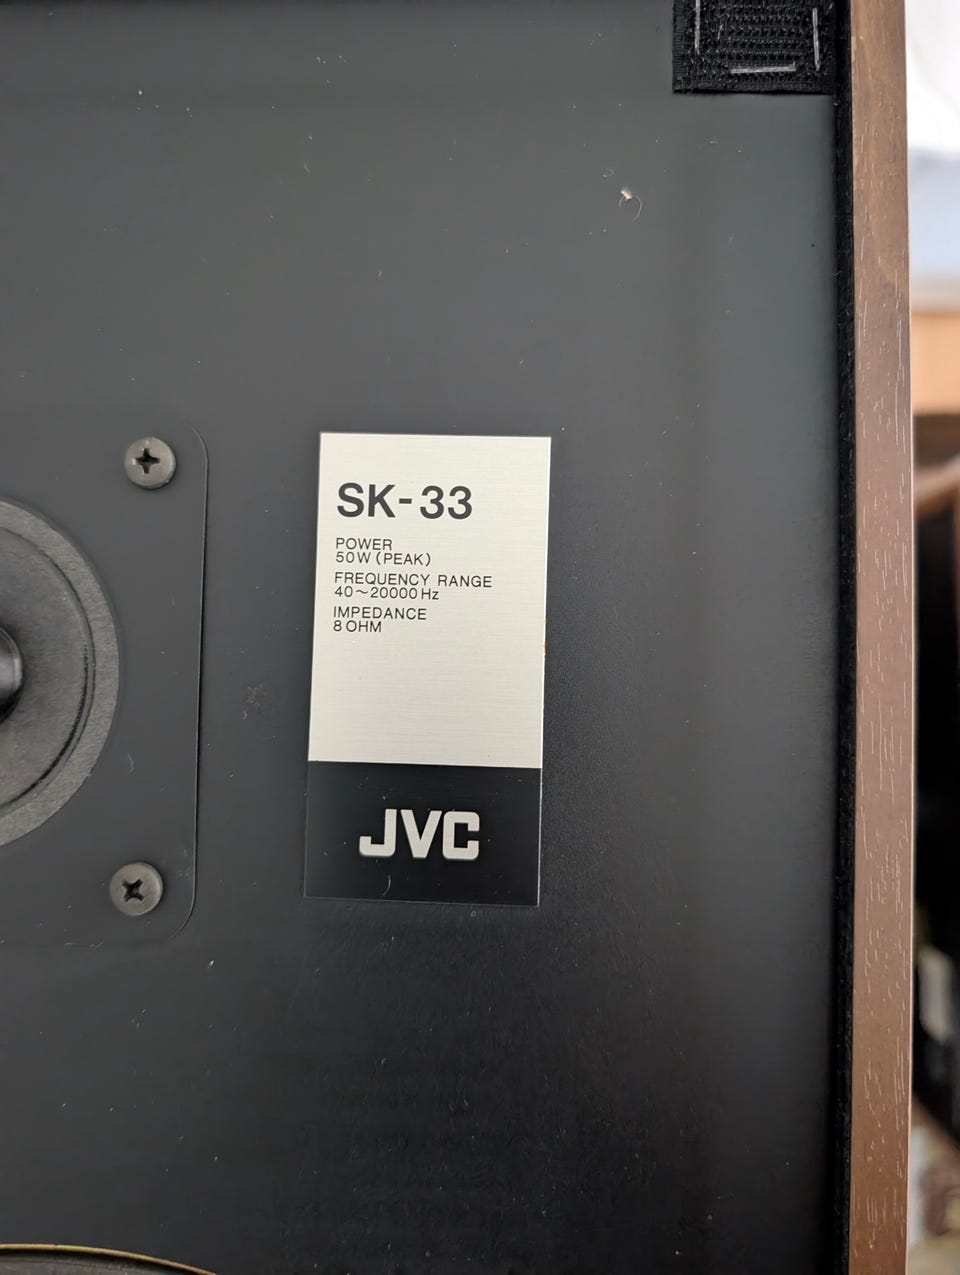 SK-33
POWER
50W (PEAK)
FREQUENCY RANGE
40~20000 Hz
IMPEDANCE
8 OHM
JVC